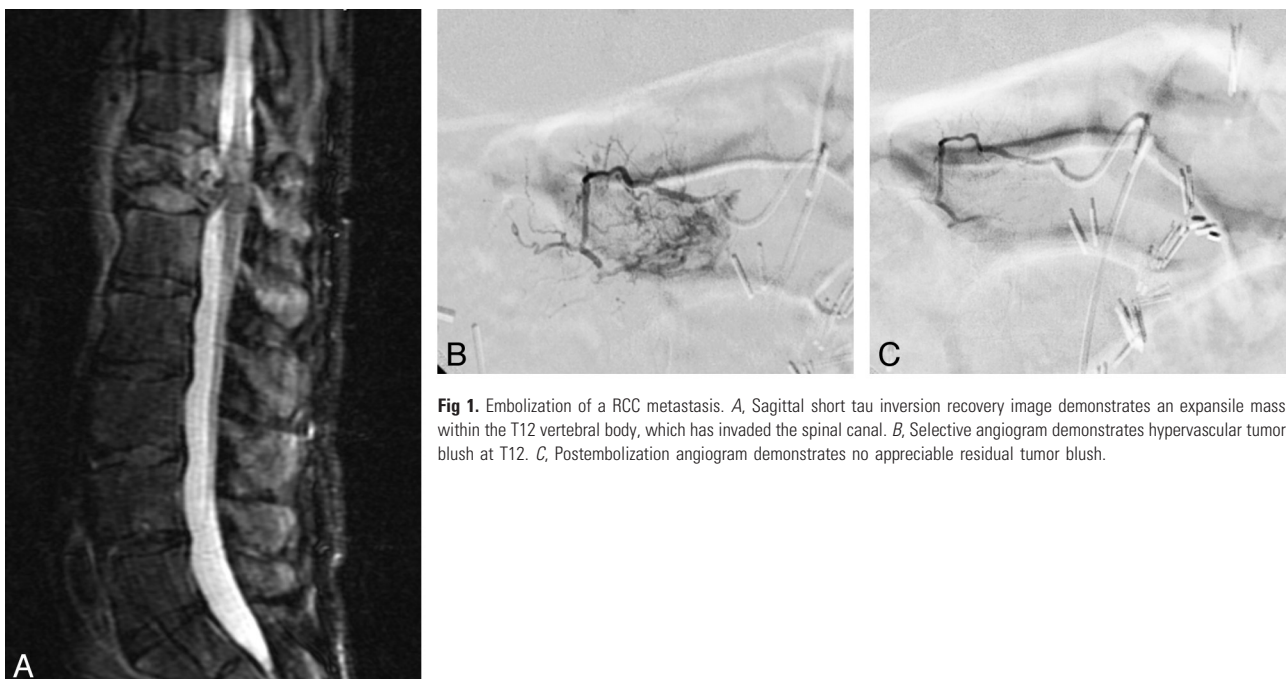 A
B
C
Fig 1. Embolization of a RCC metastasis. A, Sagittal short tau inversion recovery image demonstrates an expansile mass
within the T12 vertebral body, which has invaded the spinal canal. B, Selective angiogram demonstrates hypervascular tumor
blush at T12. C, Postembolization angiogram demonstrates no appreciable residual tumor blush.